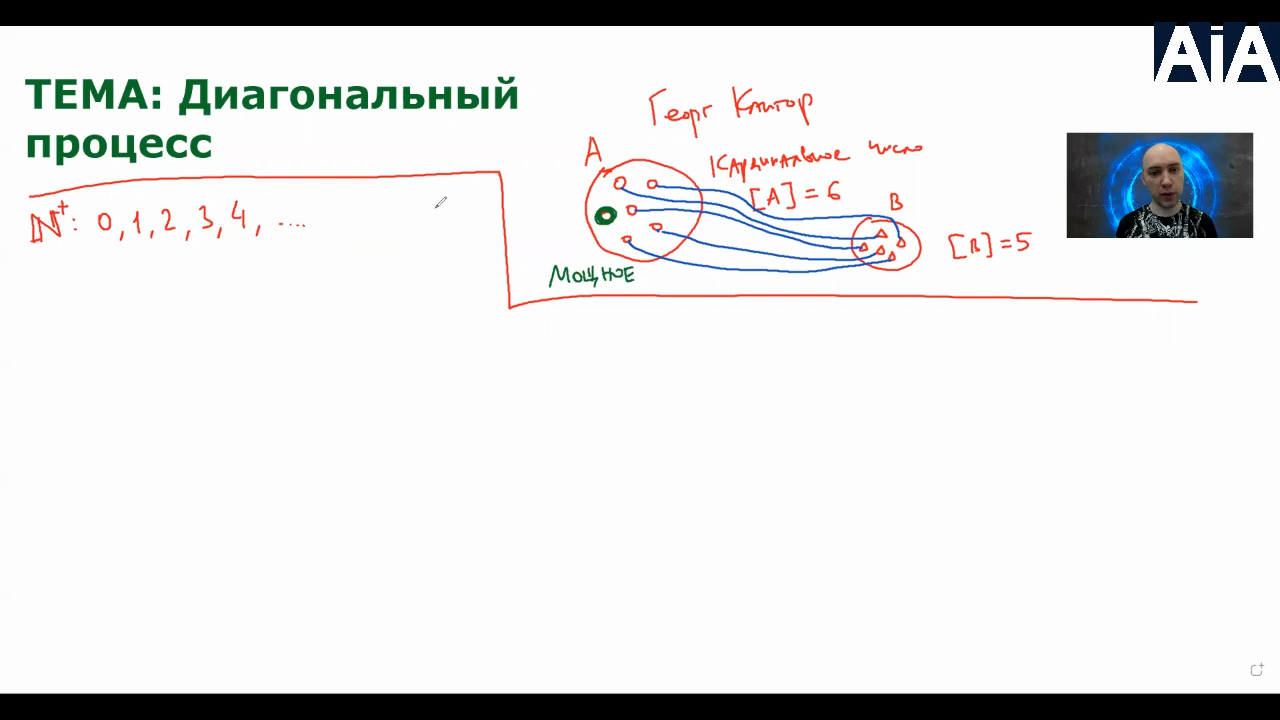 AiA
ТЕМА: Диагональный
процесс
Георг Кантор
A
Кардинальное число
[A] = 6
B
[B] = 5
МОЩНОЕ
ℕ⁺: 0, 1, 2, 3, 4, ....